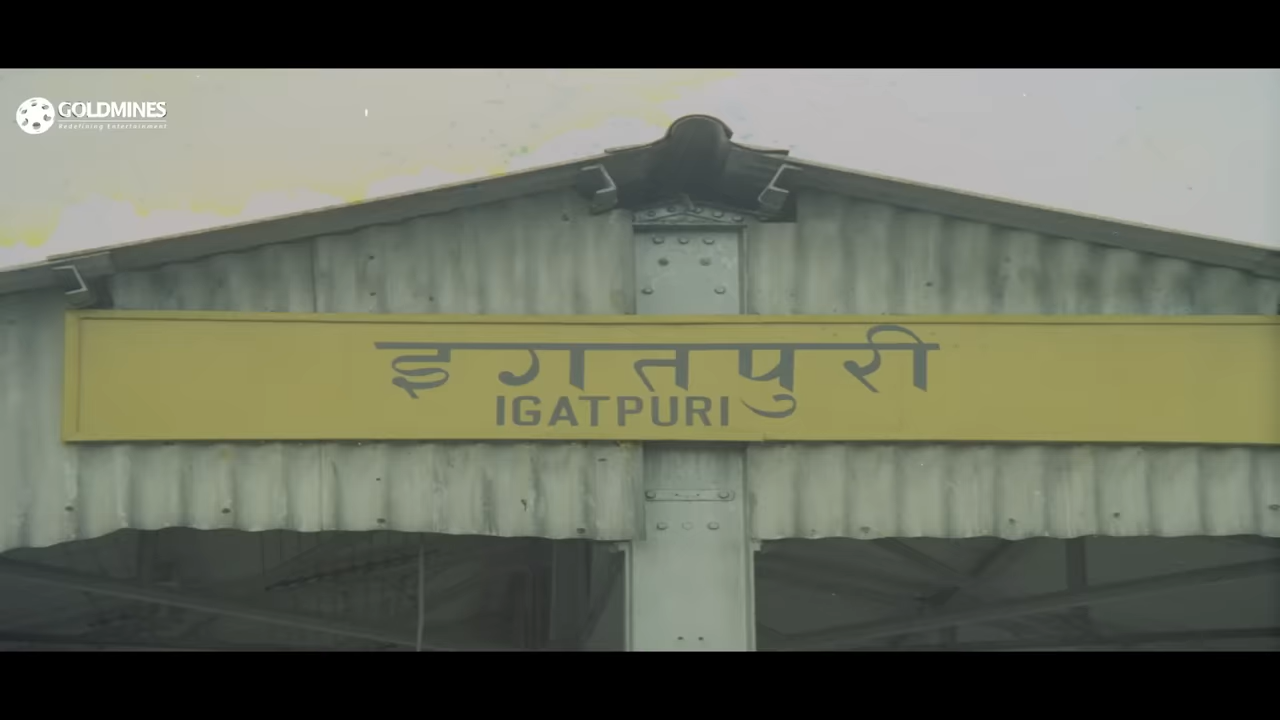 GOLDMINES
Redefining Entertainment
इगतपुरी
IGATPURI